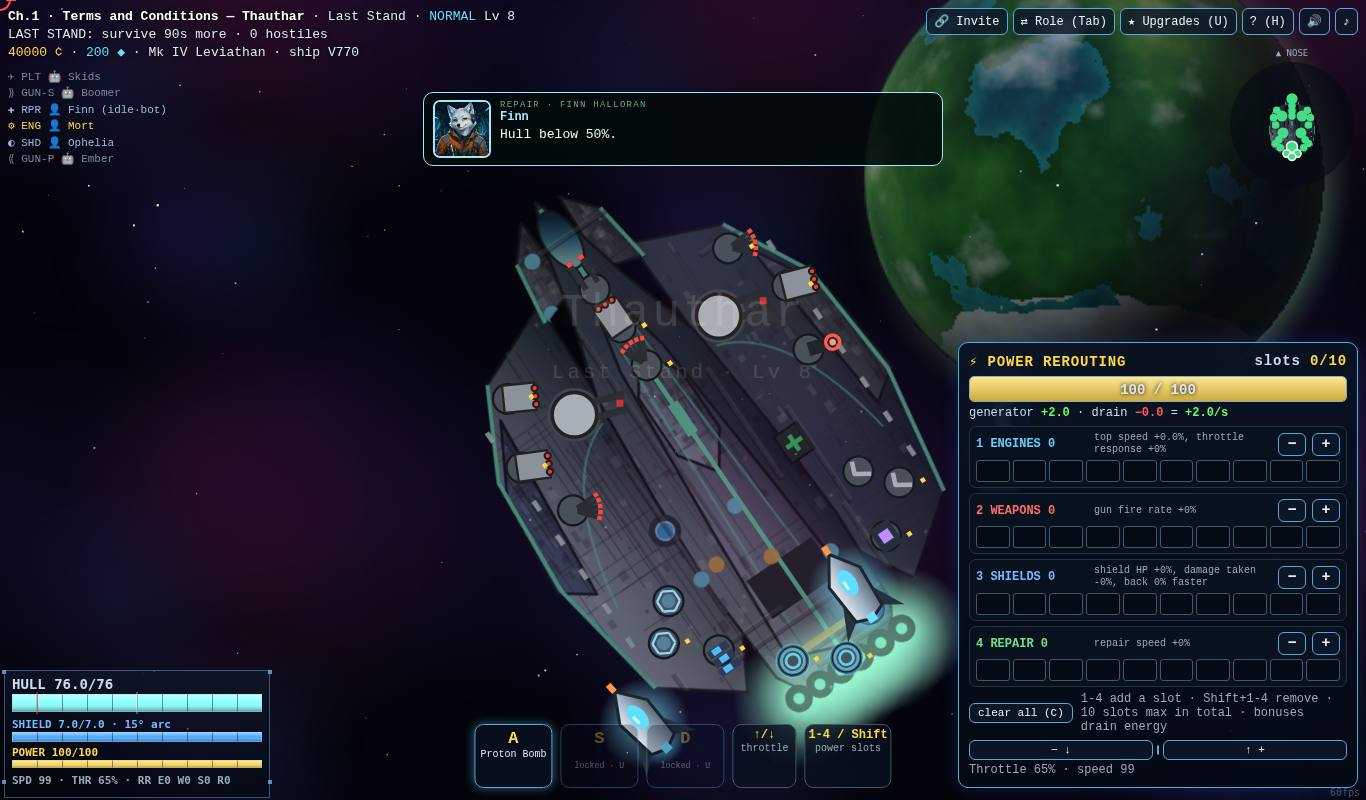 Ch.1 · Terms and Conditions — Thauthar · Last Stand · NORMAL Lv 8
LAST STAND: survive 90s more · 0 hostiles
40000 ₵ · 200 ◆ · Mk IV Leviathan · ship V770
PLT 🤖 Skids
GUN-S 🤖 Boomer
RPR 👤 Finn (idle·bot)
ENG 👤 Mort
SHD 👤 Ophelia
GUN-P 🤖 Ember
🔗 Invite
⇄ Role (Tab)
★ Upgrades (U)
? (H)
🔊
♪
▲ NOSE
REPAIR · FINN HALLORAN
Finn
Hull below 50%.
Thauthar
Last Stand · Lv 8
⚡ POWER REROUTING
slots 0/10
100 / 100
generator +2.0 · drain −0.0 = +2.0/s
1 ENGINES 0
top speed +0.0%, throttle
response +0%
− +
2 WEAPONS 0
gun fire rate +0%
− +
3 SHIELDS 0
shield HP +0%, damage taken
-0%, back 0% faster
− +
4 REPAIR 0
repair speed +0%
− +
clear all (C)
1-4 add a slot · Shift+1-4 remove ·
10 slots max in total · bonuses
drain energy
− ↓
↑ +
Throttle 65% · speed 99
60fps
HULL 76.0/76
SHIELD 7.0/7.0 · 15° arc
POWER 100/100
SPD 99 · THR 65% · RR E0 W0 S0 R0
A
Proton Bomb
S
locked · U
D
locked · U
↑/↓
throttle
1-4 / Shift
power slots